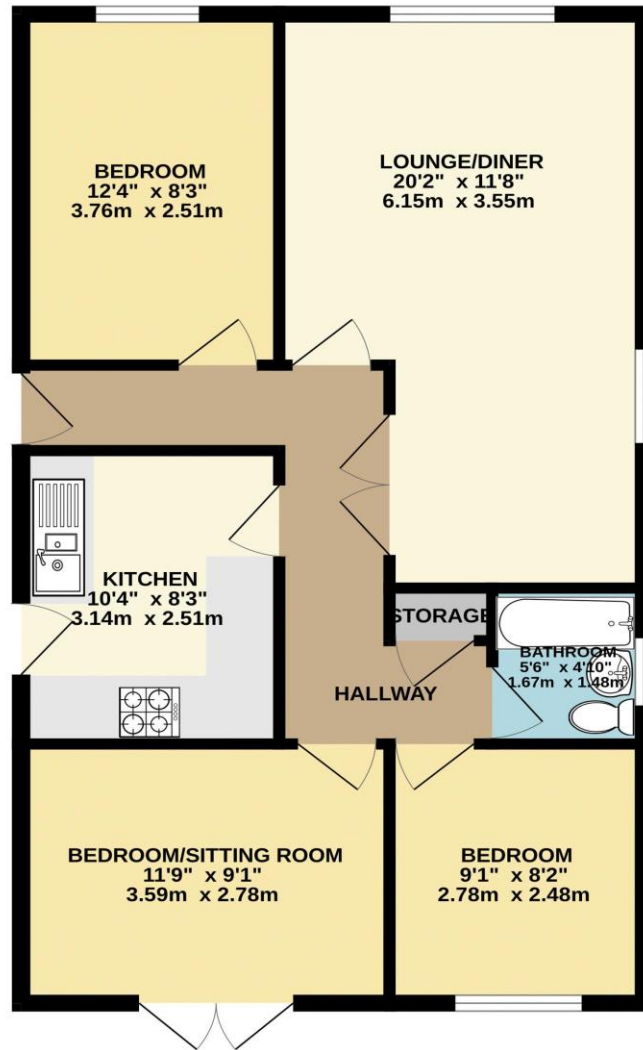 BEDROOM
12'4" x 8'3"
3.76m x 2.51m
LOUNGE/DINER
20'2" x 11'8"
6.15m x 3.55m
KITCHEN
10'4" x 8'3"
3.14m x 2.51m
STORAGE
BATHROOM
5'6" x 4'10"
1.67m x 1.48m
HALLWAY
BEDROOM/SITTING ROOM
11'9" x 9'1"
3.59m x 2.78m
BEDROOM
9'1" x 8'2"
2.78m x 2.48m